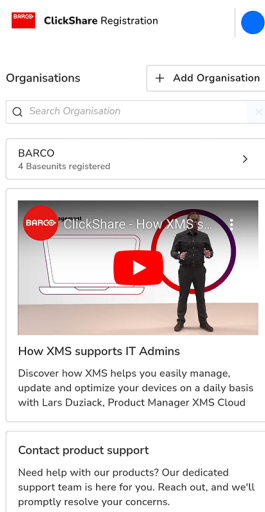 BARCO ClickShare Registration
Organisations
+ Add Organisation
Search Organisation
BARCO
4 Baseunits registered
BARCO ClickShare - How XMS s...
How XMS supports IT Admins
Discover how XMS helps you easily manage,
update and optimize your devices on a daily basis
with Lars Duziack, Product Manager XMS Cloud
Contact product support
Need help with our products? Our dedicated
support team is here for you. Reach out, and we'll
promptly resolve your concerns.